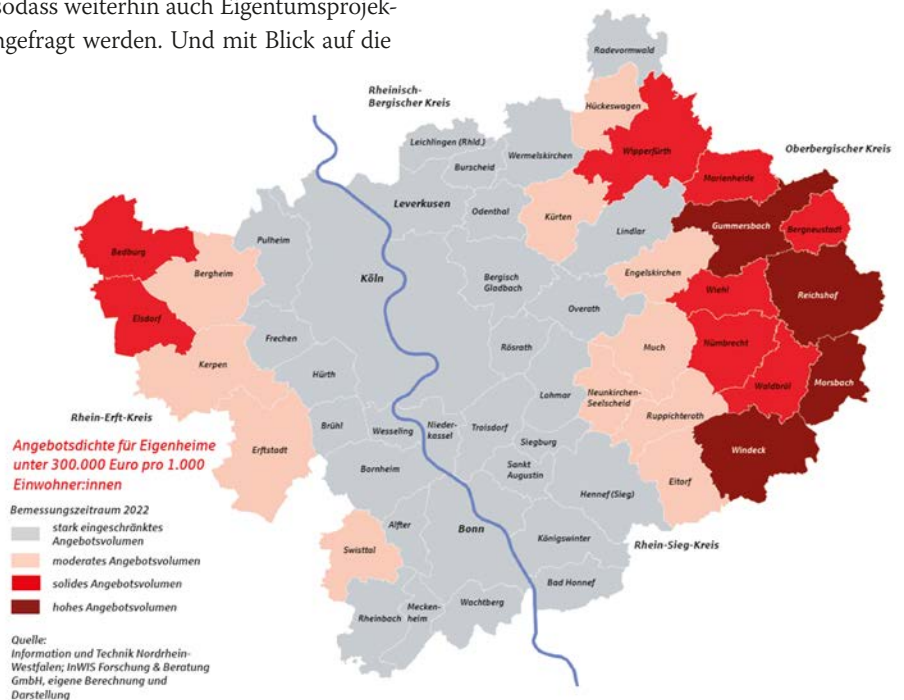 sodass weiterhin auch Eigentumsprojek-
ngefragt werden. Und mit Blick auf die
Radevormwald
Rheinisch-
Bergischer Kreis
Hückeswagen
Leichlingen (Rhld.)
Wermelskirchen
Wipperfürth
Oberbergischer Kreis
Burscheid
Marienheide
Leverkusen
Odenthal
Kürten
Lindlar
Gummersbach
Bergneustadt
Pulheim
Bedburg
Bergheim
Köln
Bergisch
Gladbach
Engelskirchen
Wiehl
Reichshof
Overath
Elsdorf
Frechen
Rösrath
Much
Nümbrecht
Kerpen
Hürth
Waldbröl
Morsbach
Lohmar
Neunkirchen-
Seelscheid
Ruppichteroth
Rhein-Erft-Kreis
Brühl
Wesseling
Nieder-
kassel
Troisdorf
Siegburg
Erftstadt
Windeck
Bornheim
Sankt
Augustin
Hennef (Sieg)
Eitorf
Alfter
Bonn
Swisttal
Königswinter
Rhein-Sieg-Kreis
Bad Honnef
Rheinbach
Mecken-
heim
Wachtberg
Angebotsdichte für Eigenheime
unter 300.000 Euro pro 1.000
Einwohner:innen
Bemessungszeitraum 2022
stark eingeschränktes
Angebotsvolumen
moderates Angebotsvolumen
solides Angebotsvolumen
hohes Angebotsvolumen
Quelle:
Information und Technik Nordrhein-
Westfalen; InWIS Forschung & Beratung
GmbH, eigene Berechnung und
Darstellung